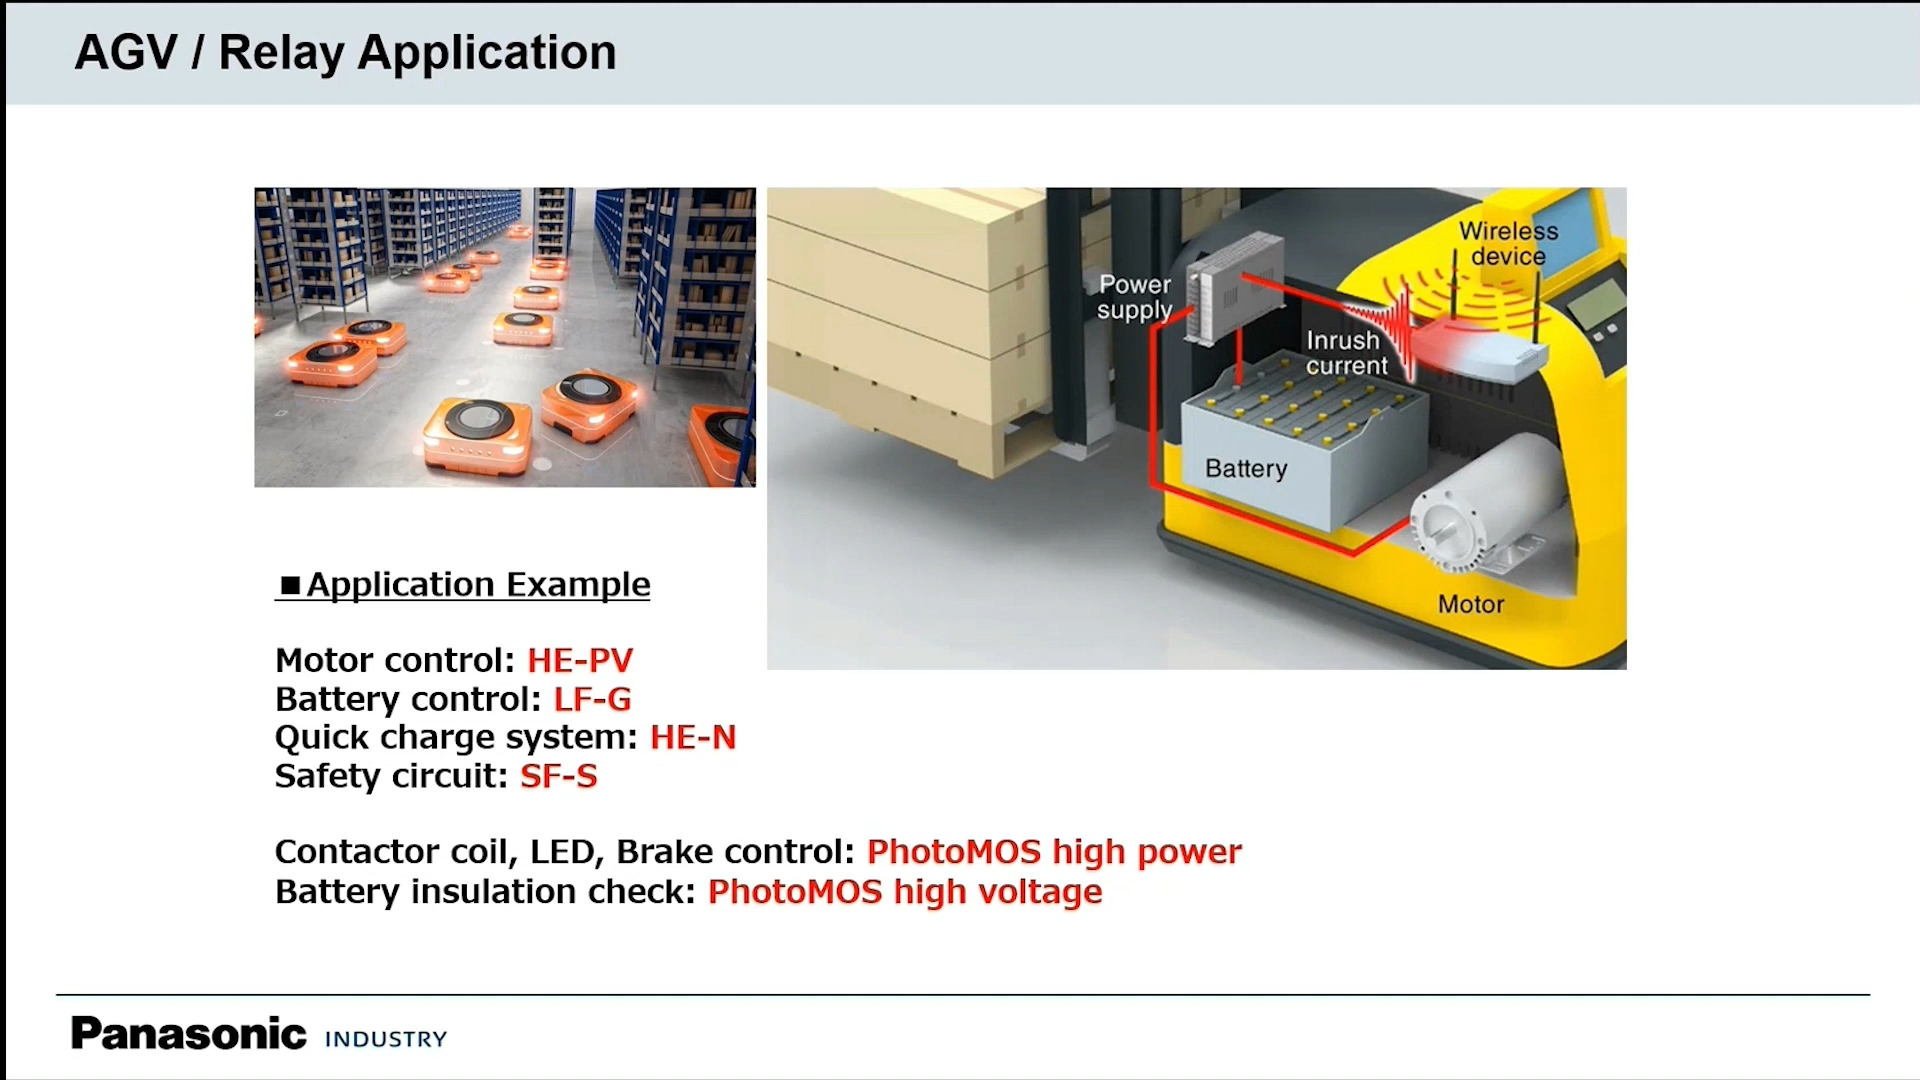 AGV / Relay Application
Wireless
device
Power
supply
Inrush
current
Battery
Motor
■Application Example
Motor control: HE-PV
Battery control: LF-G
Quick charge system: HE-N
Safety circuit: SF-S
Contactor coil, LED, Brake control: PhotoMOS high power
Battery insulation check: PhotoMOS high voltage
Panasonic INDUSTRY